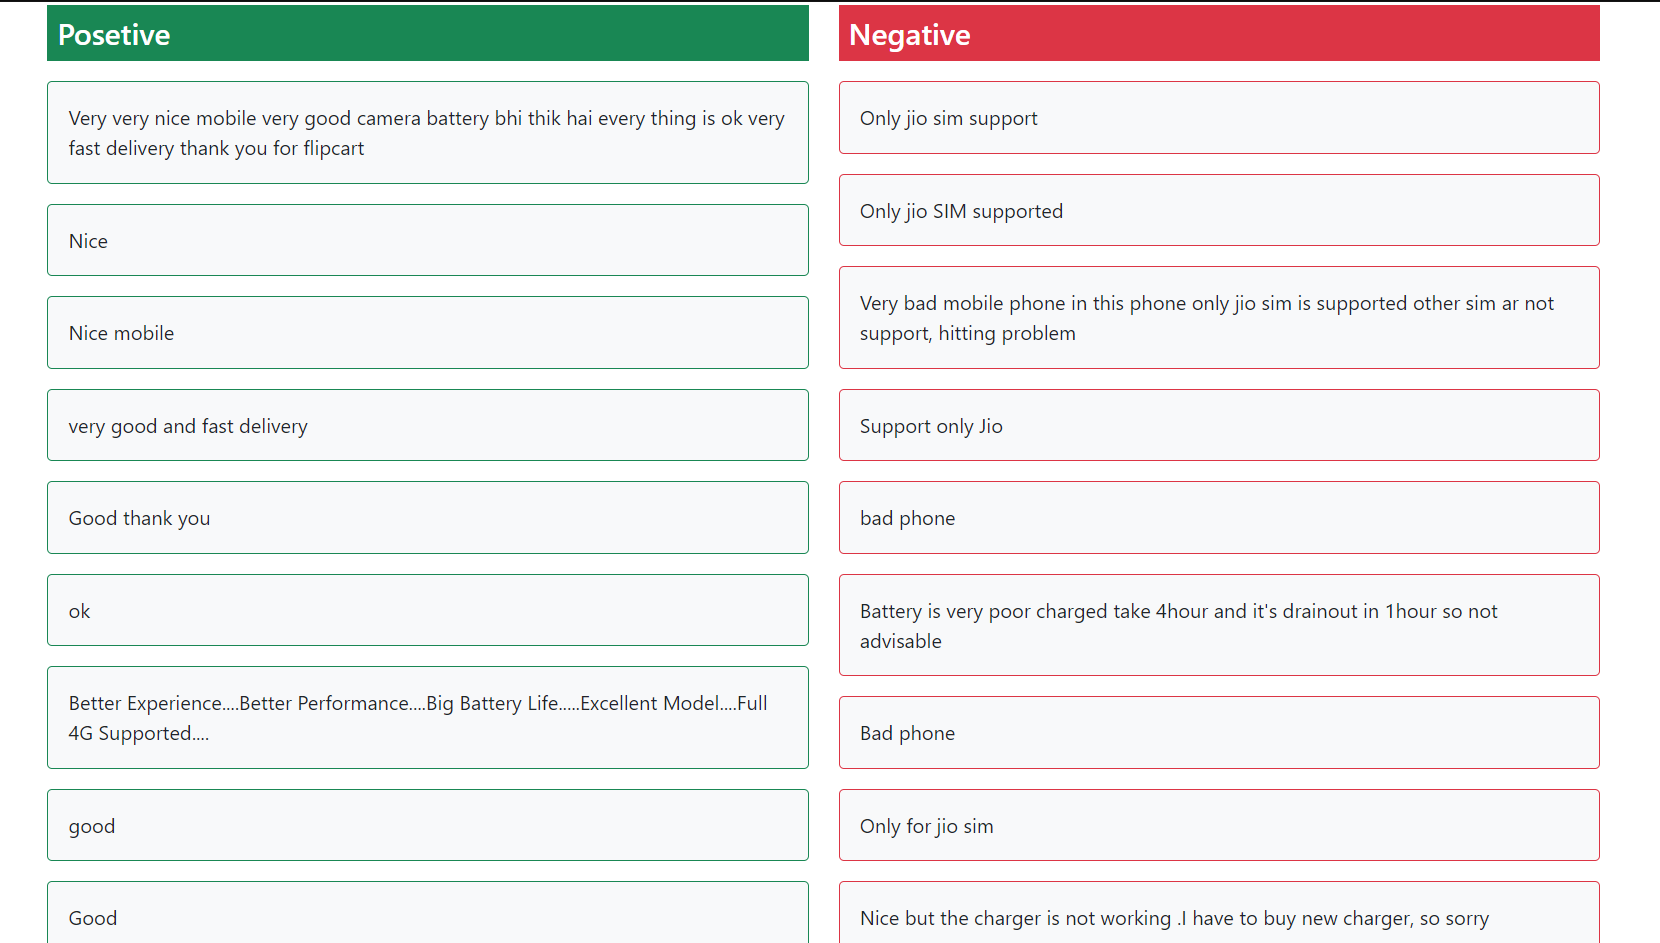 Posetive
Very very nice mobile very good camera battery bhi thik hai every thing is ok very
fast delivery thank you for flipcart
Nice
Nice mobile
very good and fast delivery
Good thank you
ok
Better Experience....Better Performance....Big Battery Life.....Excellent Model....Full
4G Supported....
good
Good
Negative
Only jio sim support
Only jio SIM supported
Very bad mobile phone in this phone only jio sim is supported other sim ar not
support, hitting problem
Support only Jio
bad phone
Battery is very poor charged take 4hour and it's drainout in 1hour so not
advisable
Bad phone
Only for jio sim
Nice but the charger is not working .I have to buy new charger, so sorry